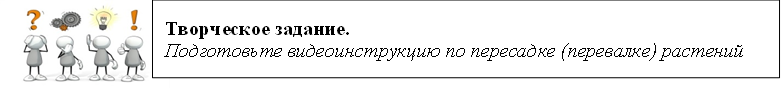 Творческое задание.
Подготовьте видеоинструкцию по пересадке (перевалке) растений